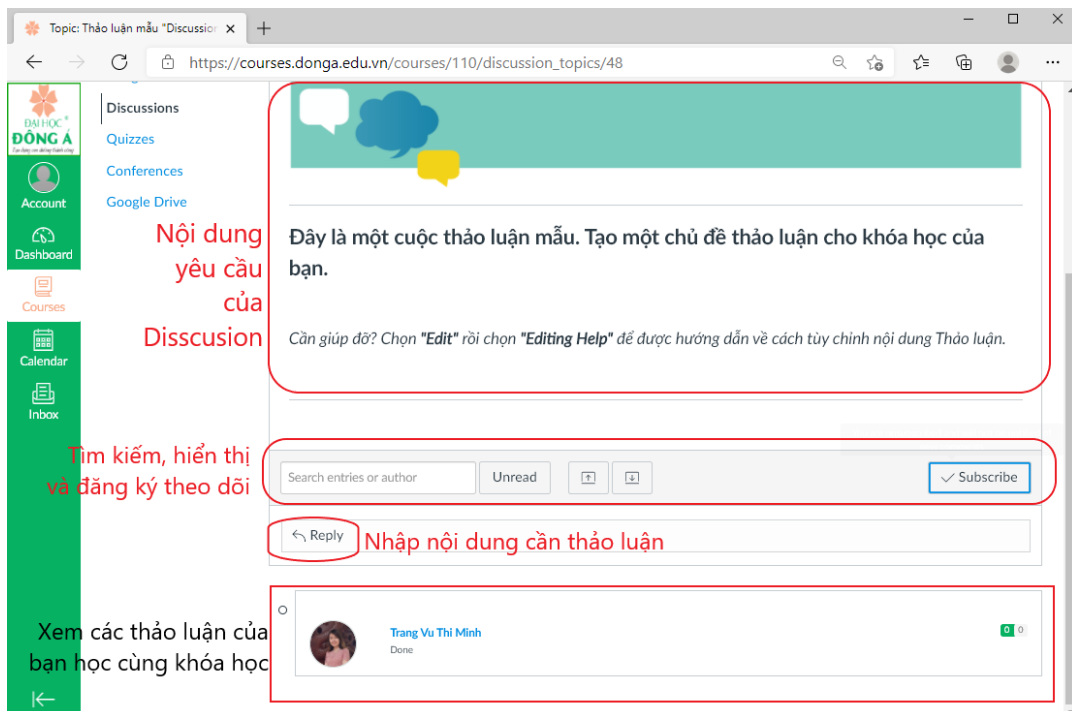 Topic: Thảo luận mẫu "Discussion
https://courses.donga.edu.vn/courses/110/discussion_topics/48
ĐẠI HỌC
ĐÔNG Á
Account
Dashboard
Courses
Calendar
Inbox
Discussions
Quizzes
Conferences
Google Drive
Nội dung
yêu cầu
của
Disscusion
Đây là một cuộc thảo luận mẫu. Tạo một chủ đề thảo luận cho khóa học của
bạn.
Cần giúp đỡ? Chọn "Edit" rồi chọn "Editing Help" để được hướng dẫn về cách tùy chỉnh nội dung Thảo luận.
Tìm kiếm, hiển thị
và đăng ký theo dõi
Search entries or author
Unread
Subscribe
Reply
Nhập nội dung cần thảo luận
Xem các thảo luận của
bạn học cùng khóa học
Trang Vu Thi Minh
Done
0 0